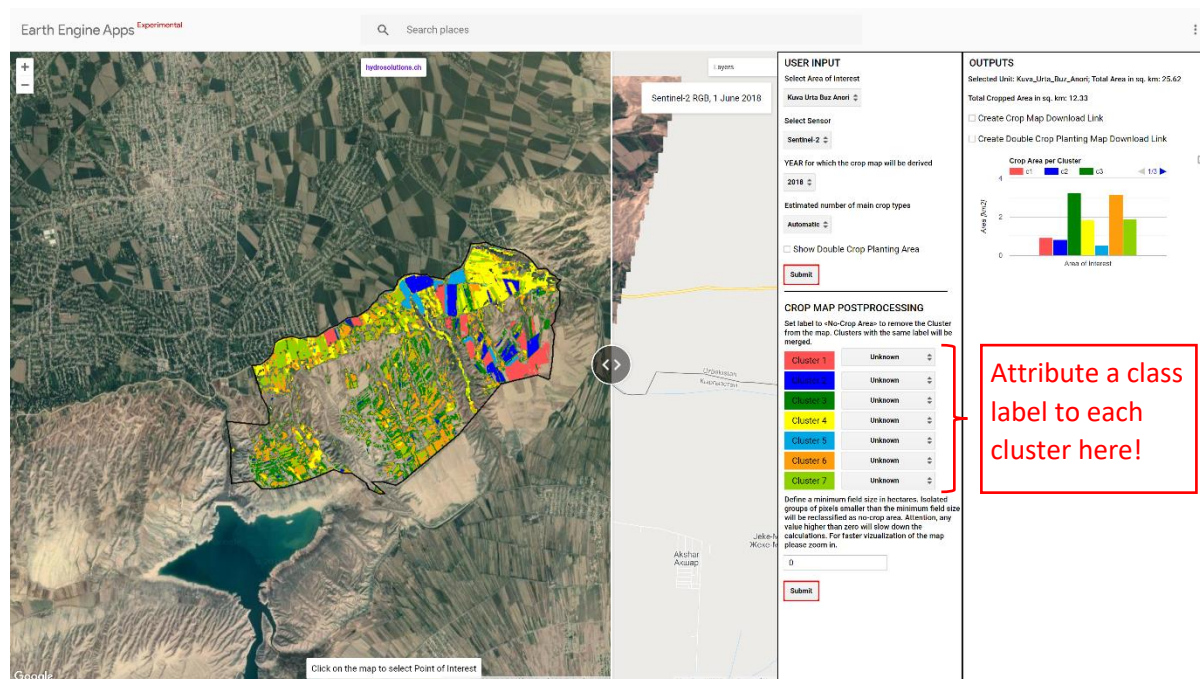 Earth Engine Apps Experimental
Search places
+
−
hydrosolutions.ch
Layers
Sentinel-2 RGB, 1 June 2018
Akshar
Акшар
Click on the map to select Point of Interest
Google
USER INPUT
Select Area of Interest
Kuva Urta Buz Anori
Select Sensor
Sentinel-2
YEAR for which the crop map will be derived
2018
Estimated number of main crop types
Automatic
Show Double Crop Planting Area
Submit
CROP MAP POSTPROCESSING
Set label to «No-Crop Area» to remove the Cluster
from the map. Clusters with the same label will be
merged.
Cluster 1 Unknown
Cluster 2 Unknown
Cluster 3 Unknown
Cluster 4 Unknown
Cluster 5 Unknown
Cluster 6 Unknown
Cluster 7 Unknown
Define a minimum field size in hectares. Isolated
groups of pixels smaller than the minimum field size
will be reclassified as no-crop area. Attention, any
value higher than zero will slow down the
calculations. For faster vizualization of the map
please zoom in.
0
Submit
OUTPUTS
Selected Unit: Kuva_Urta_Buz_Anori; Total Area in sq. km: 25.62
Total Cropped Area in sq. km: 12.33
Create Crop Map Download Link
Create Double Crop Planting Map Download Link
Crop Area per Cluster
c1 c2 c3 1/3
4
2
0
Area [km2]
Area of Interest
Attribute a class
label to each
cluster here!